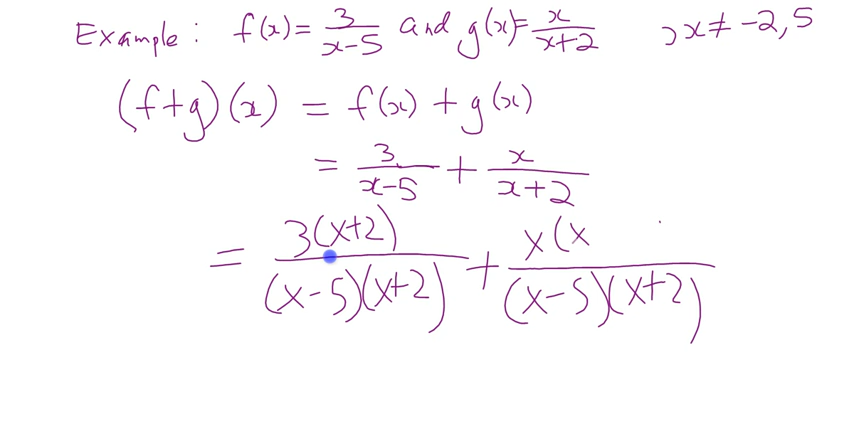 Example: f(x) = 3/(x-5) and g(x) = x/(x+2) , x ≠ -2, 5
(f+g)(x) = f(x) + g(x)
= 3/(x-5) + x/(x+2)
= 3(x+2)/((x-5)(x+2)) + x(x/((x-5)(x+2))